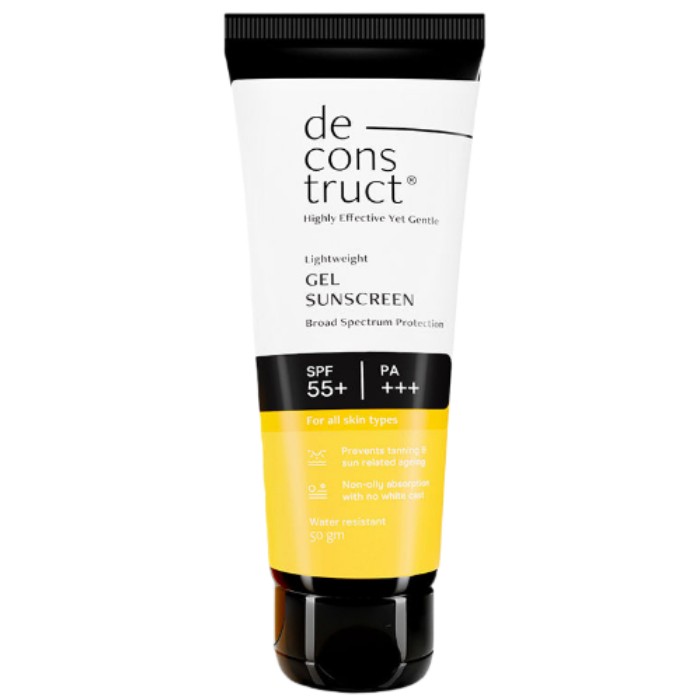 de
cons
truct®
Highly Effective Yet Gentle
Lightweight
GEL
SUNSCREEN
Broad Spectrum Protection
SPF
55+
PA
+++
For all skin types
Prevents tanning &
sun related ageing
Non-oily absorption
with no white cast
Water resistant
50 gm